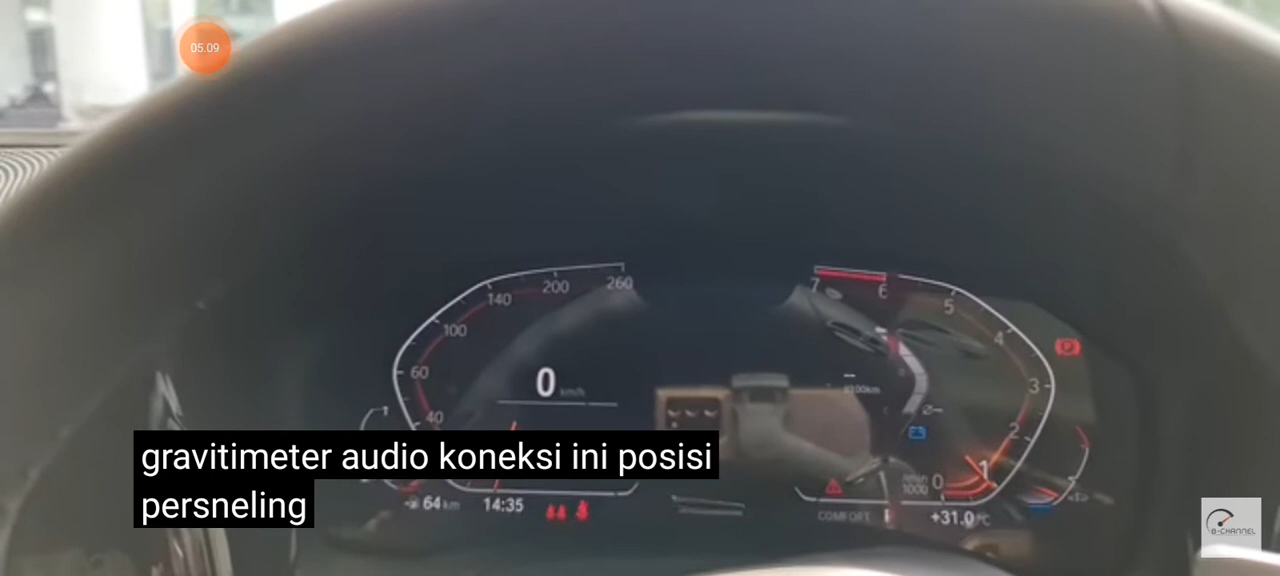 05.09
260
200
140
100
60
40
0 km/h
7
6
5
4
3
2
1
0
1000
64 km
14:35
COMFORT P
+31.0 °C
gravitimeter audio koneksi ini posisi
persneling
B-CHANNEL